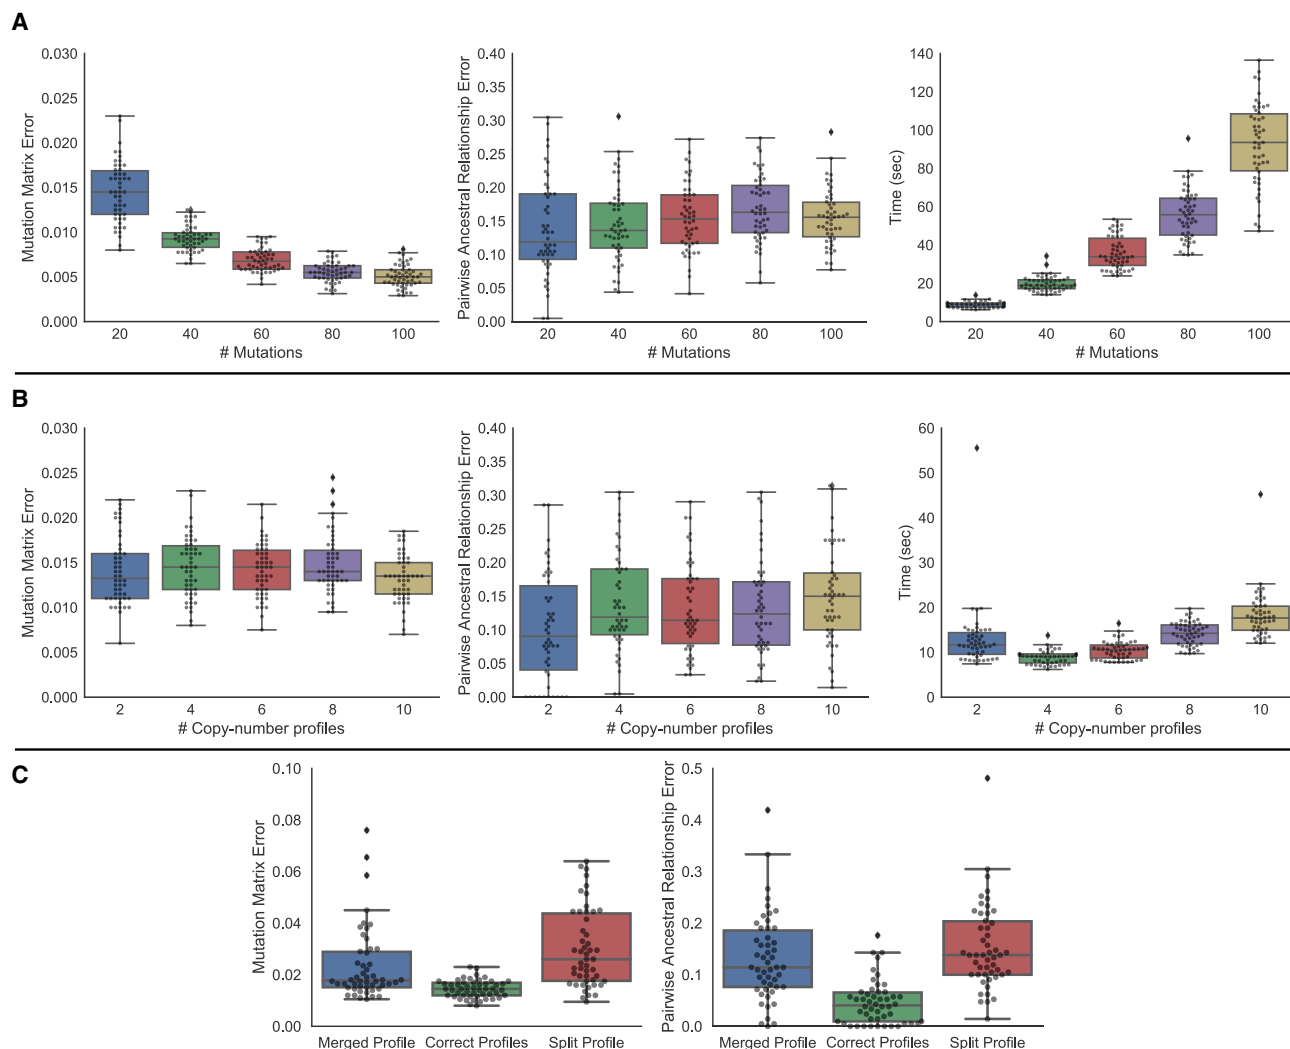 A
Mutation Matrix Error
0.030
0.025
0.020
0.015
0.010
0.005
0.000
20 40 60 80 100
# Mutations
Pairwise Ancestral Relationship Error
0.40
0.35
0.30
0.25
0.20
0.15
0.10
0.05
0.00
20 40 60 80 100
# Mutations
Time (sec)
140
120
100
80
60
40
20
0
20 40 60 80 100
# Mutations
B
Mutation Matrix Error
0.030
0.025
0.020
0.015
0.010
0.005
0.000
2 4 6 8 10
# Copy-number profiles
Pairwise Ancestral Relationship Error
0.40
0.35
0.30
0.25
0.20
0.15
0.10
0.05
0.00
2 4 6 8 10
# Copy-number profiles
Time (sec)
60
50
40
30
20
10
0
2 4 6 8 10
# Copy-number profiles
C
Mutation Matrix Error
0.10
0.08
0.06
0.04
0.02
0.00
Merged Profile Correct Profiles Split Profile
Pairwise Ancestral Relationship Error
0.5
0.4
0.3
0.2
0.1
0.0
Merged Profile Correct Profiles Split Profile